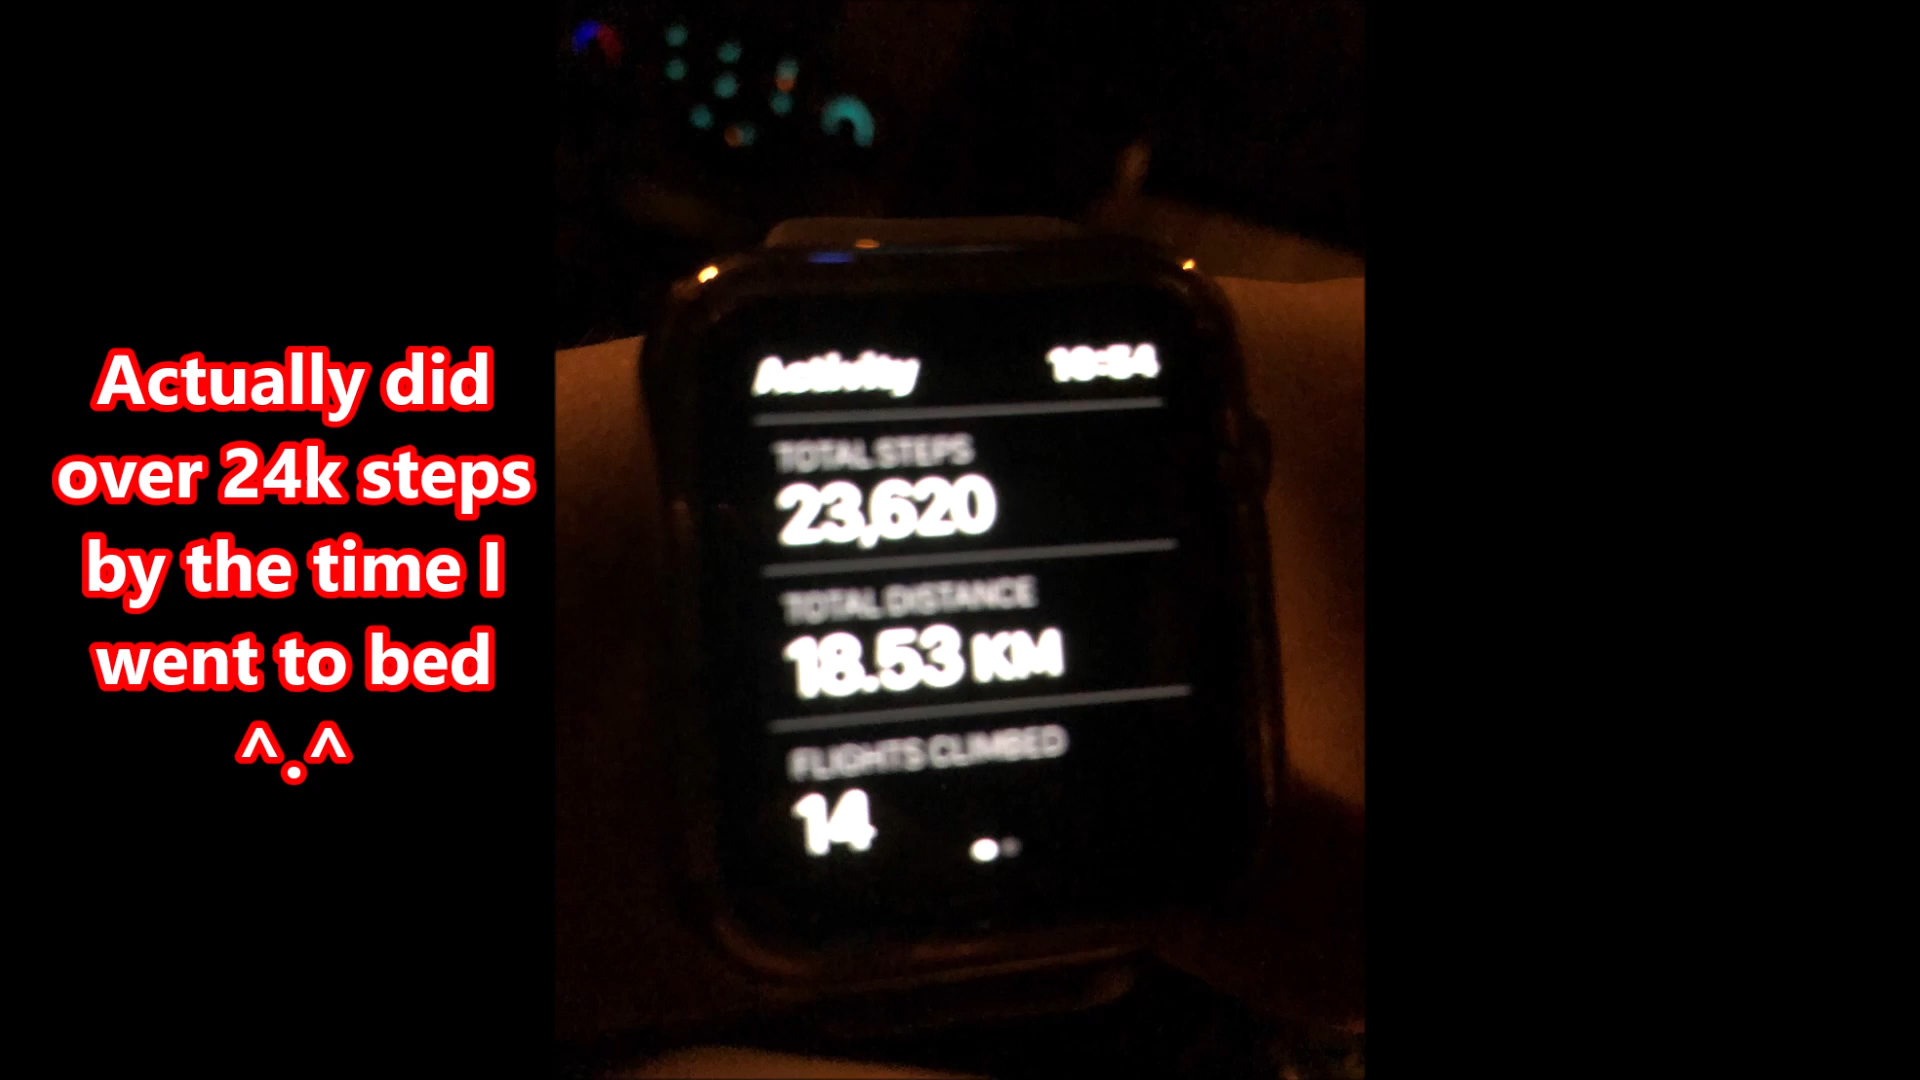 Actually did
over 24k steps
by the time I
went to bed
^.^
Activity
TOTAL STEPS
23,620
TOTAL DISTANCE
18.53 KM
FLIGHTS CLIMBED
14